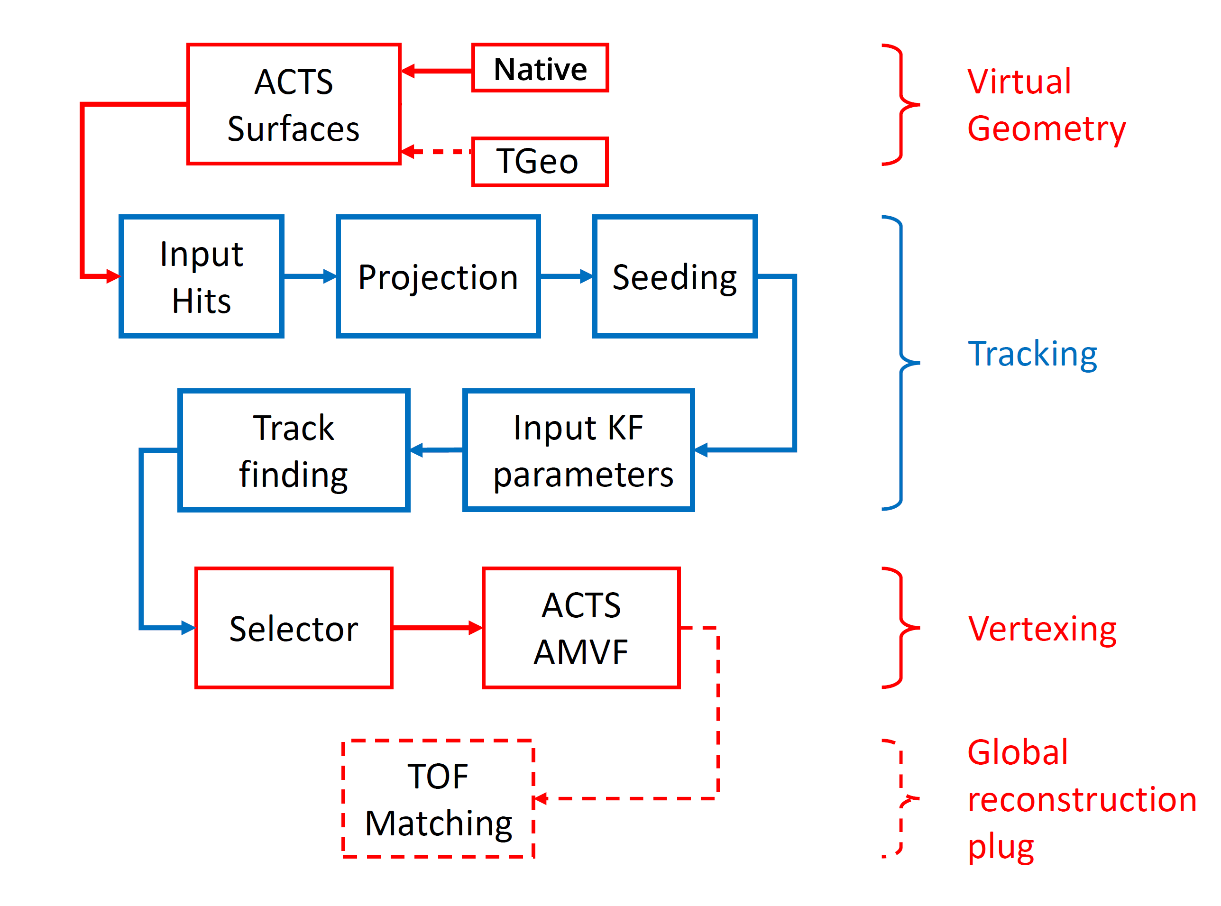 ACTS
Surfaces
Native
TGeo
Virtual
Geometry
Input
Hits
Projection
Seeding
Tracking
Track
finding
Input KF
parameters
Selector
ACTS
AMVF
Vertexing
TOF
Matching
Global
reconstruction
plug